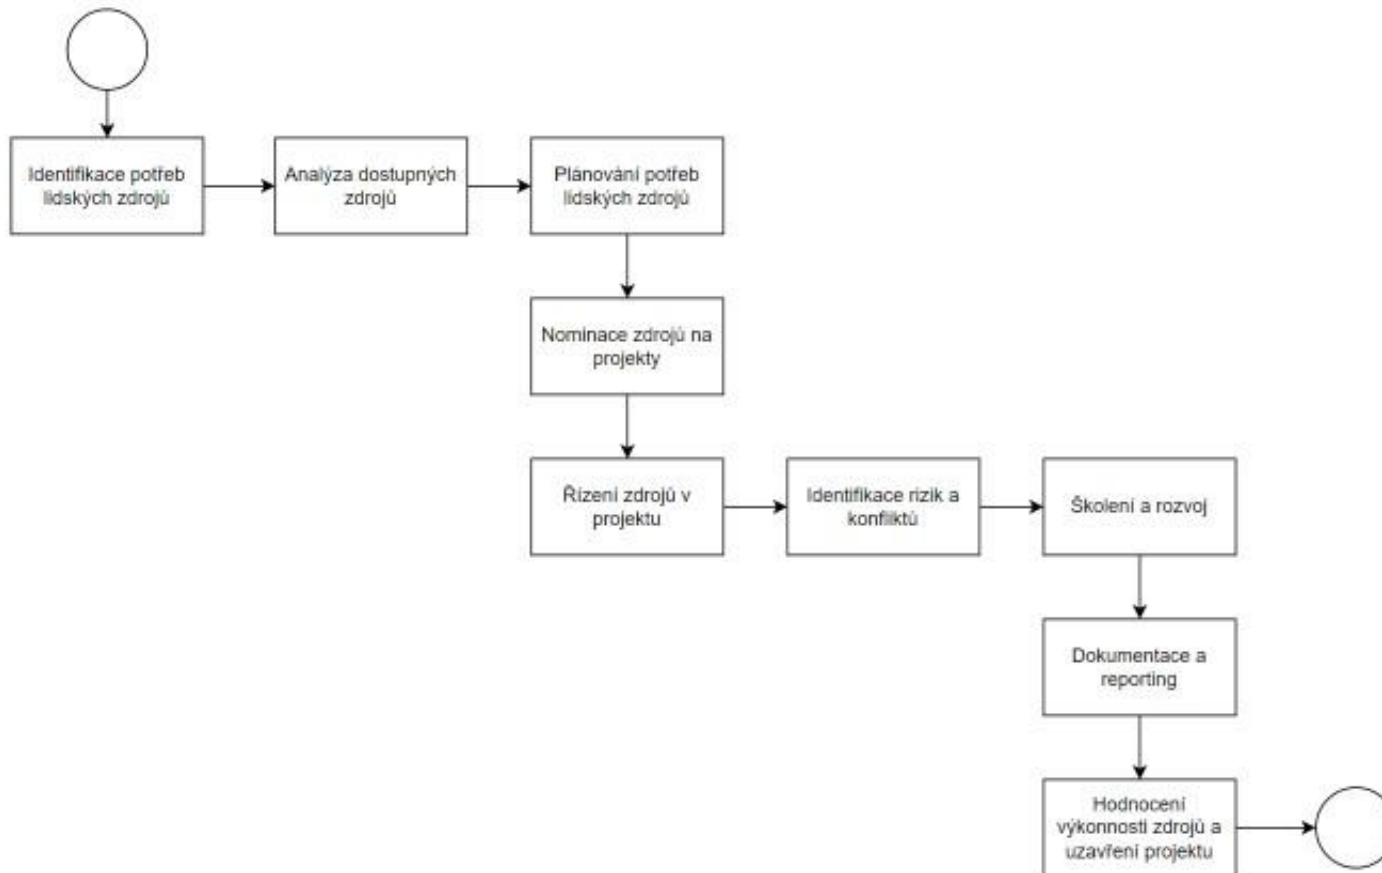 Identifikace potřeb
lidských zdrojů
Analýza dostupných
zdrojů
Plánování potřeb
lidských zdrojů
Nominace zdrojů na
projekty
Řízení zdrojů v
projektu
Identifikace rizik a
konfliktů
Školení a rozvoj
Dokumentace a
reporting
Hodnocení
výkonnosti zdrojů a
uzavření projektu